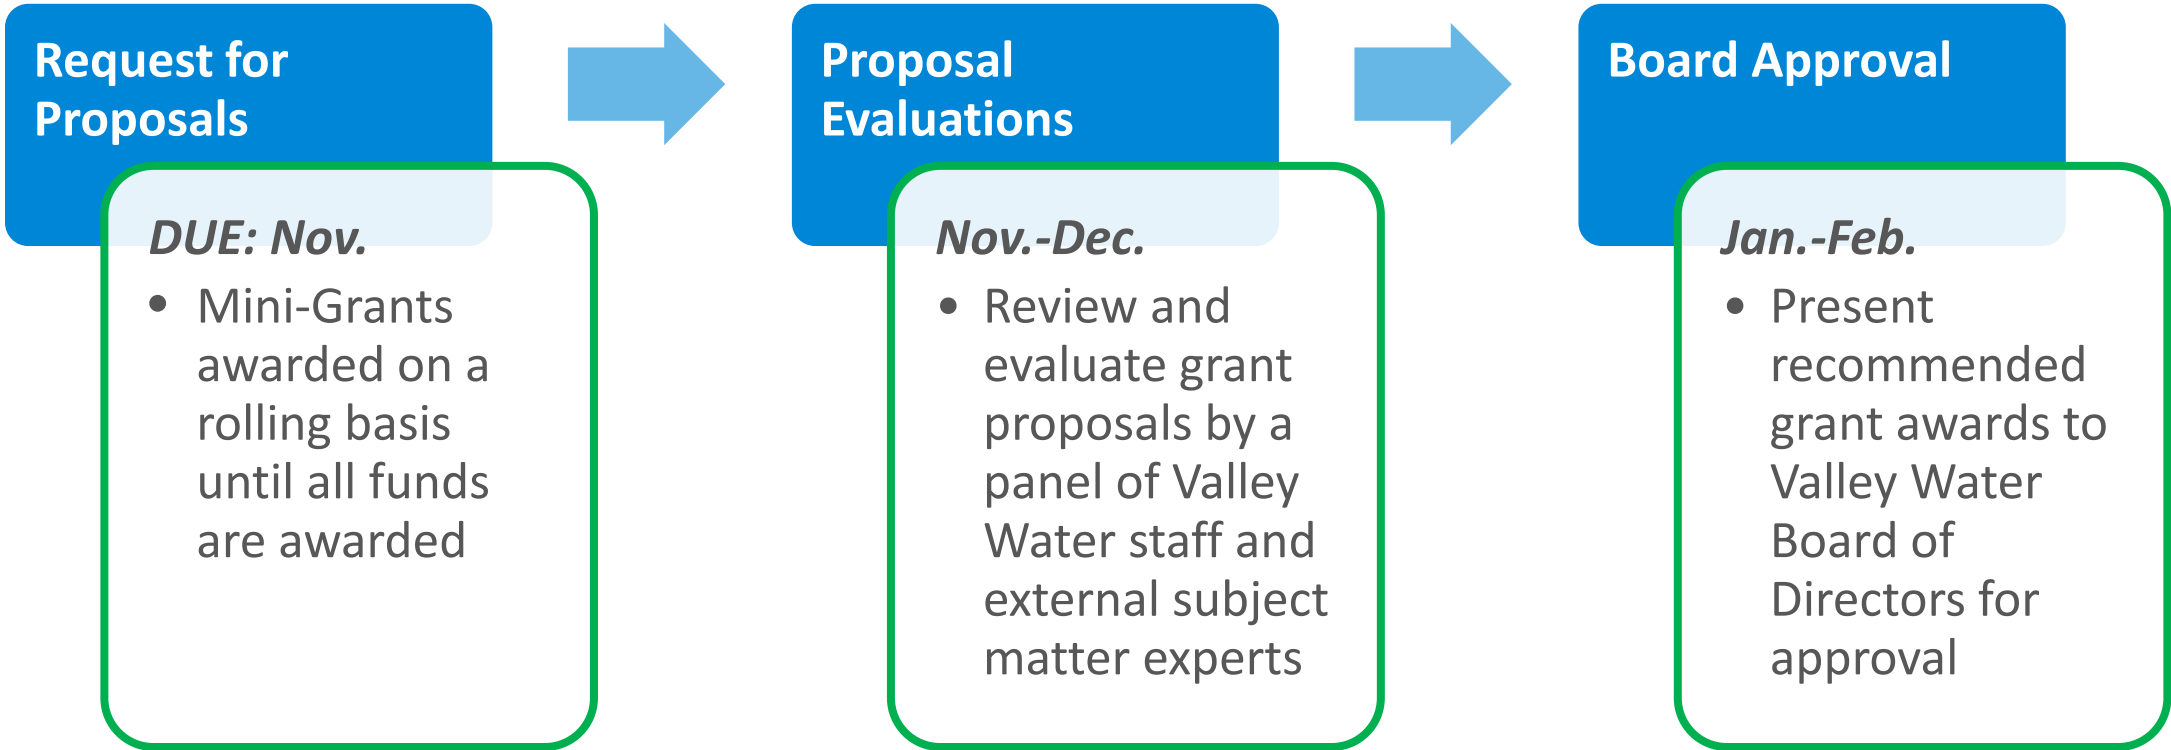 Request for
Proposals
DUE: Nov.
• Mini-Grants
awarded on a
rolling basis
until all funds
are awarded
Proposal
Evaluations
Nov.-Dec.
• Review and
evaluate grant
proposals by a
panel of Valley
Water staff and
external subject
matter experts
Board Approval
Jan.-Feb.
• Present
recommended
grant awards to
Valley Water
Board of
Directors for
approval